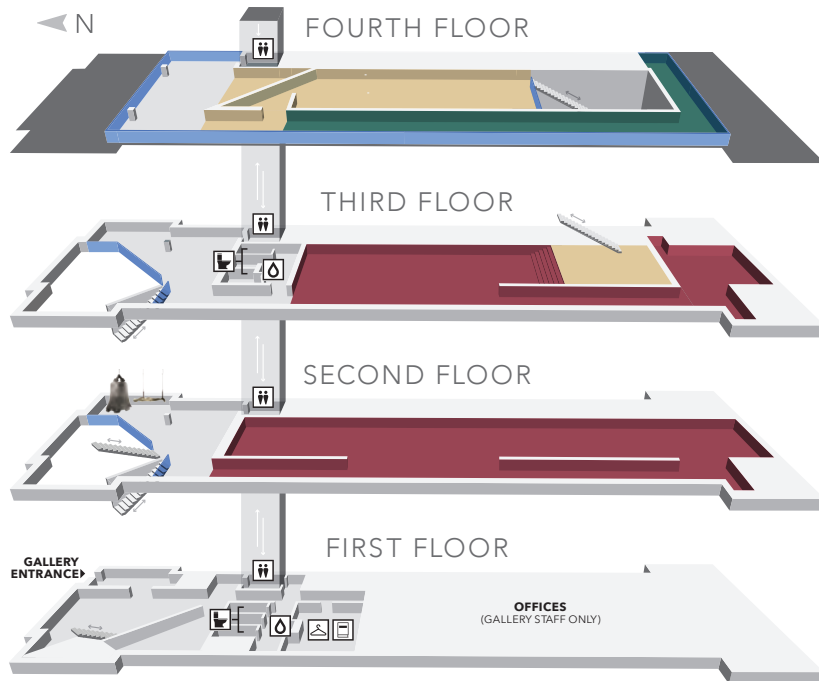 N
FOURTH FLOOR
THIRD FLOOR
SECOND FLOOR
FIRST FLOOR
GALLERY
ENTRANCE
OFFICES
(GALLERY STAFF ONLY)